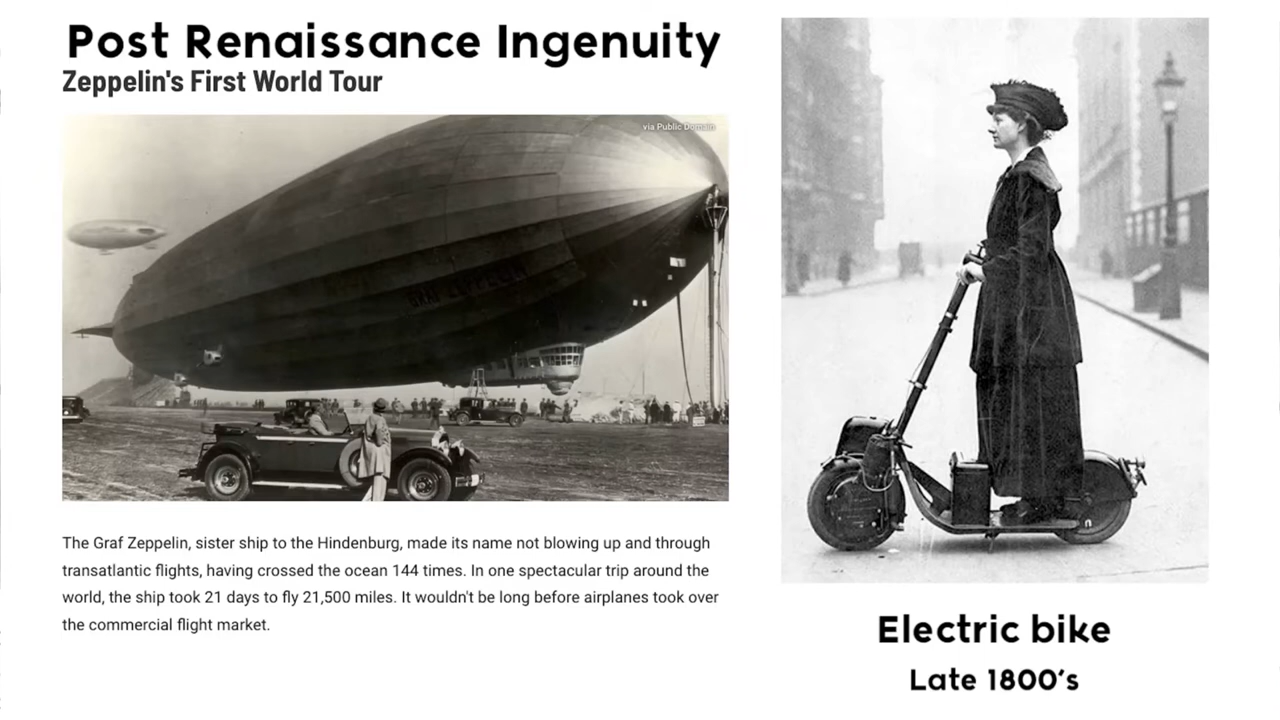 Post Renaissance Ingenuity
Zeppelin's First World Tour
via Public Domain
GRAF ZEPPELIN
The Graf Zeppelin, sister ship to the Hindenburg, made its name not blowing up and through
transatlantic flights, having crossed the ocean 144 times. In one spectacular trip around the
world, the ship took 21 days to fly 21,500 miles. It wouldn't be long before airplanes took over
the commercial flight market.
Electric bike
Late 1800's